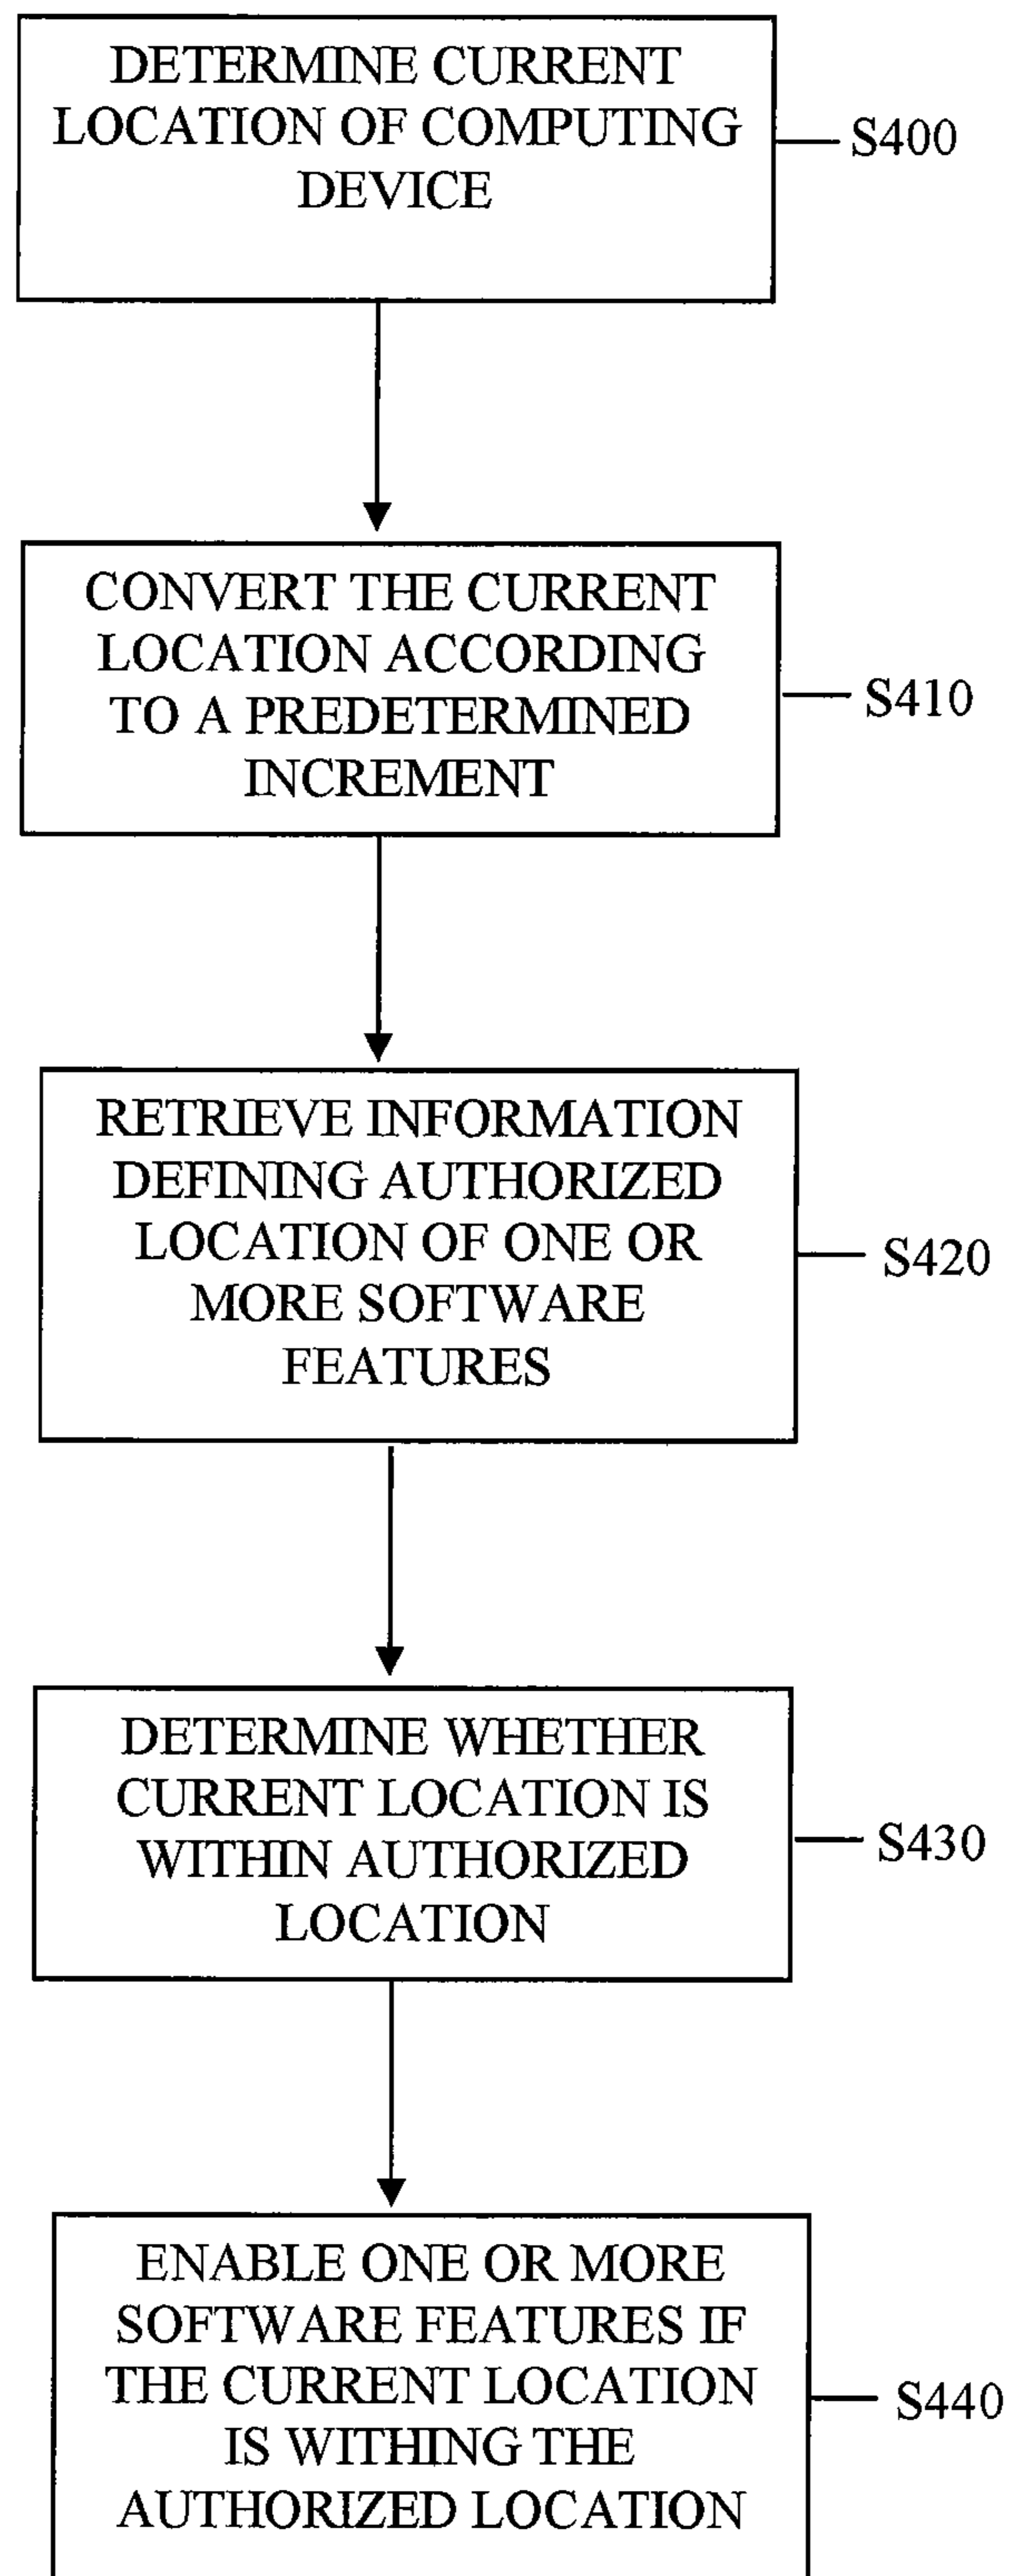 DETERMINE CURRENT
LOCATION OF COMPUTING
DEVICE
S400
CONVERT THE CURRENT
LOCATION ACCORDING
TO A PREDETERMINED
INCREMENT
S410
RETRIEVE INFORMATION
DEFINING AUTHORIZED
LOCATION OF ONE OR
MORE SOFTWARE
FEATURES
S420
DETERMINE WHETHER
CURRENT LOCATION IS
WITHIN AUTHORIZED
LOCATION
S430
ENABLE ONE OR MORE
SOFTWARE FEATURES IF
THE CURRENT LOCATION
IS WITHING THE
AUTHORIZED LOCATION
S440